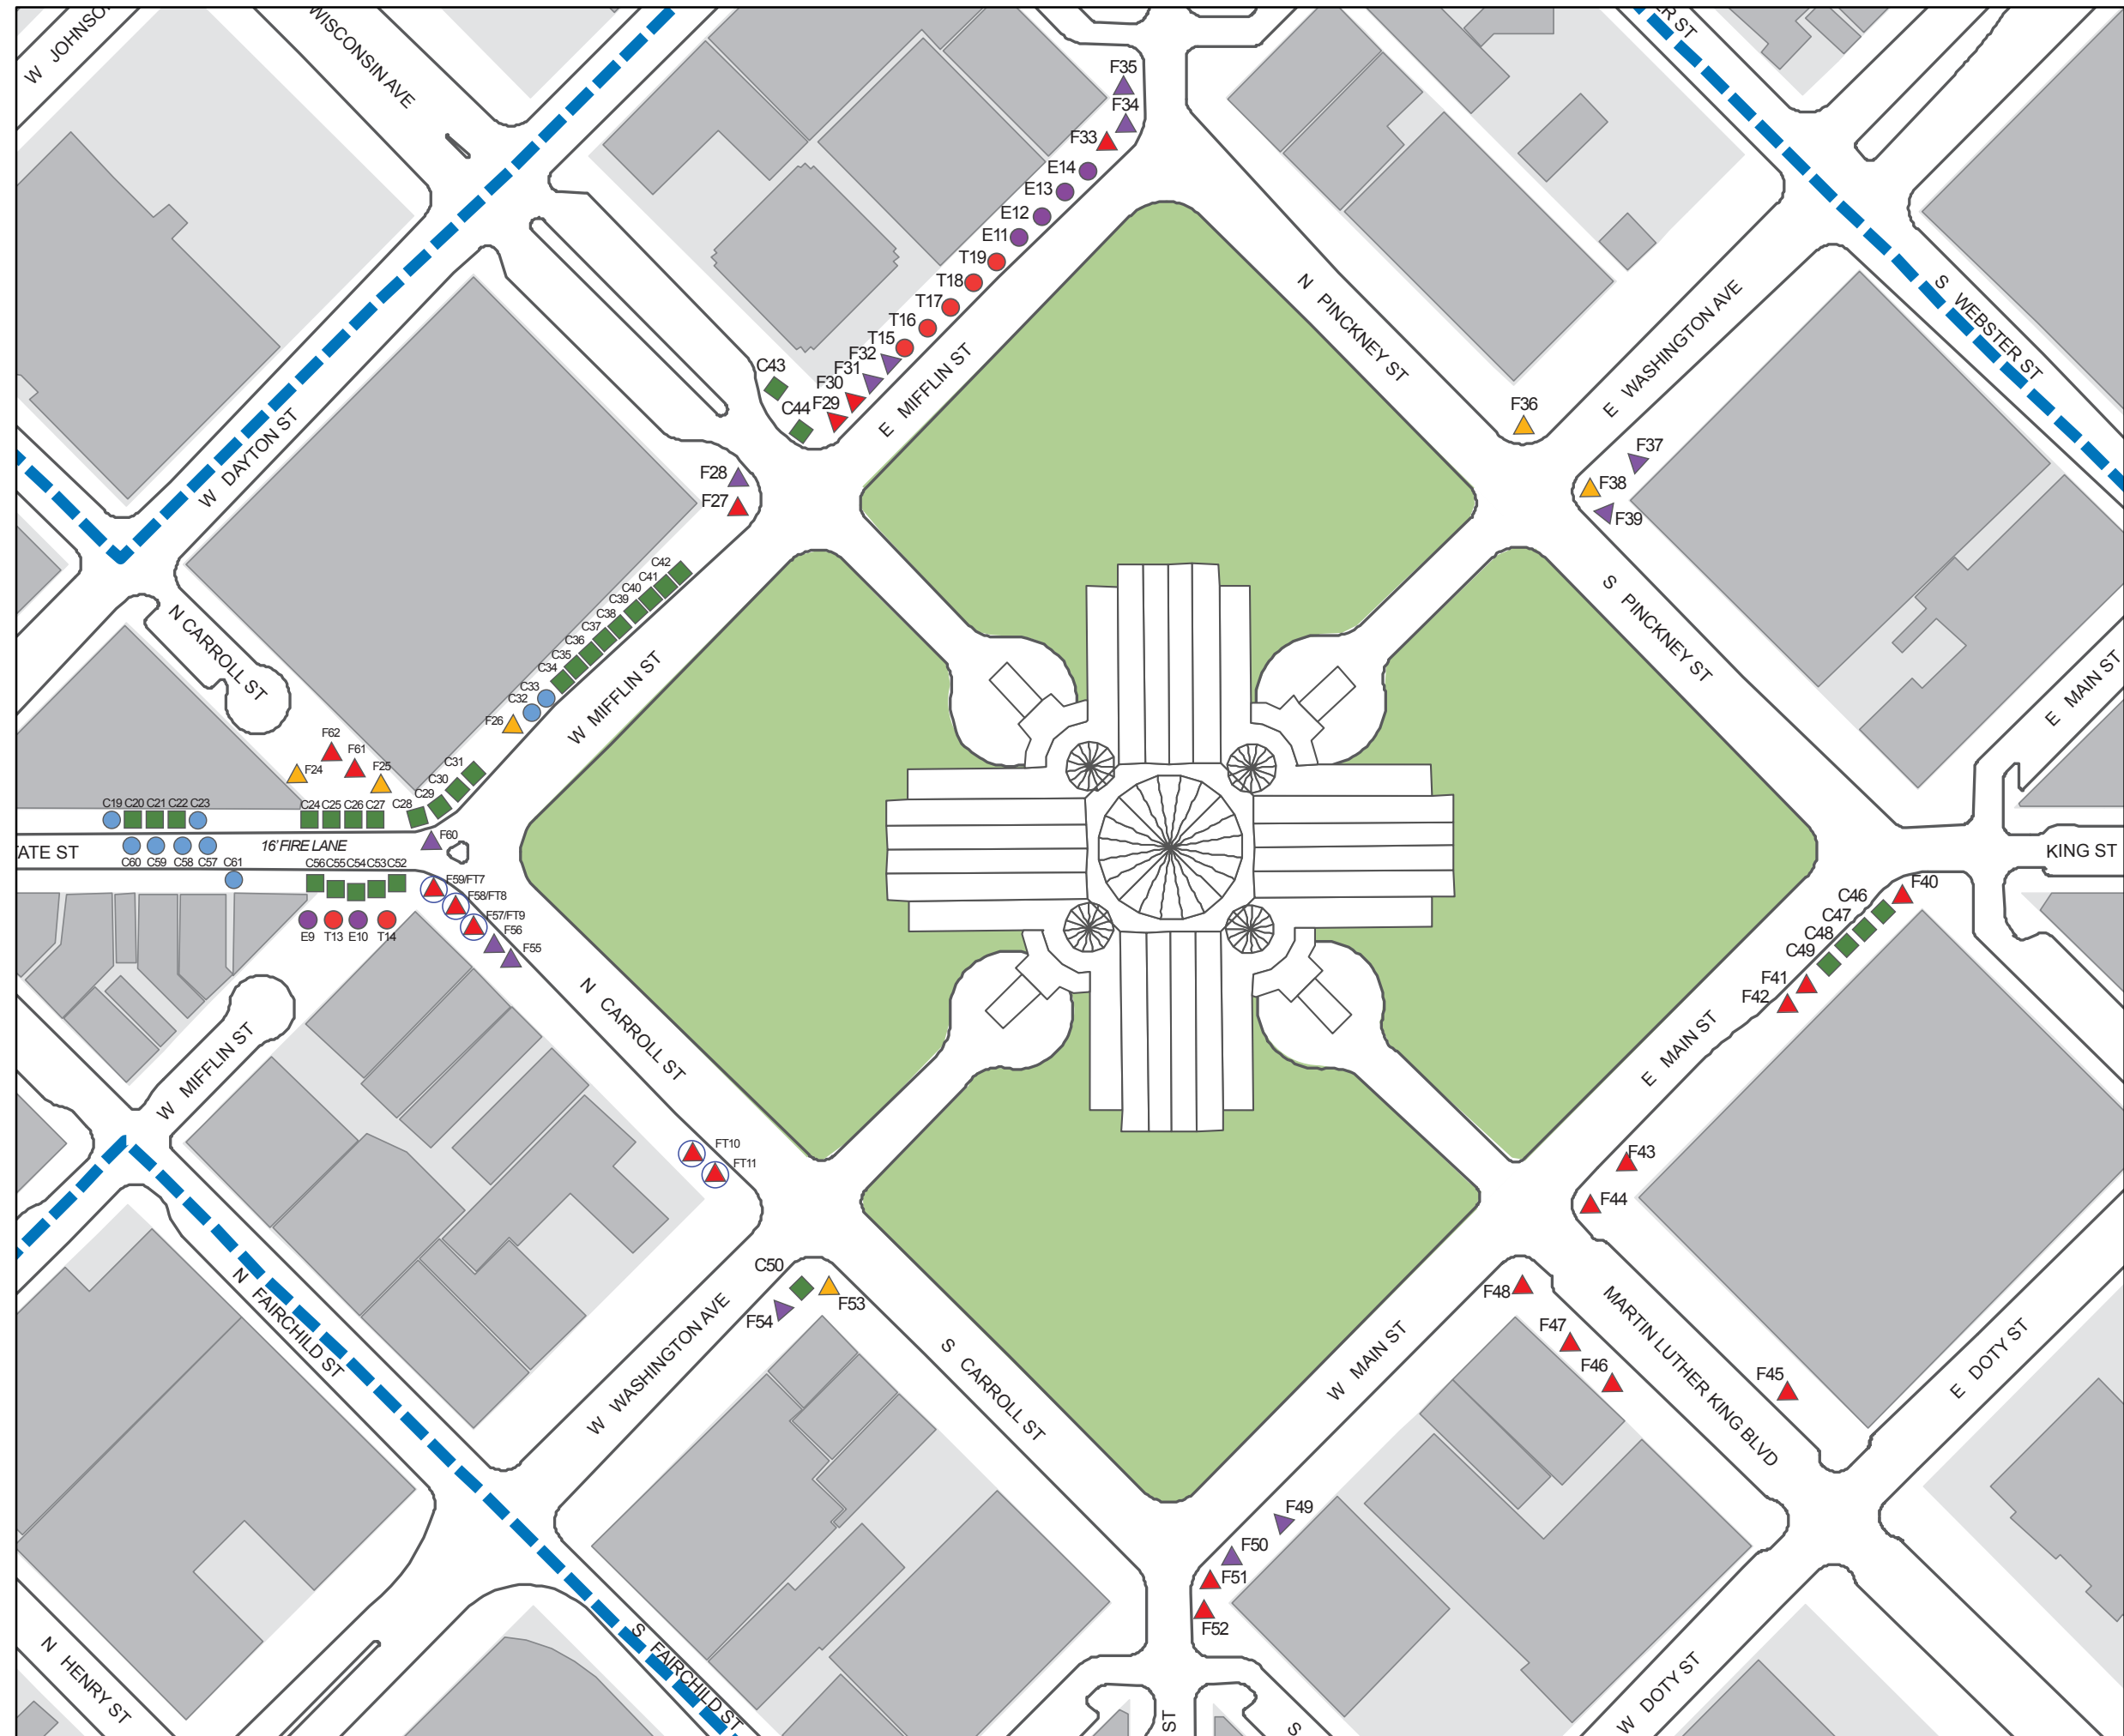 W JOHNSO
WISCONSIN AVE
ER ST
F35
F34
F33
E14
E13
E12
E11
T19
T18
T17
T16
T15
F32
F31
F30
F29
C43
C44
E MIFFLIN ST
N PINCKNEY ST
E WASHINGTON AVE
S WEBSTER ST
F36
F37
F38
F39
W DAYTON ST
F28
F27
C42
C41
C40
C39
C38
C37
C36
C35
C34
C33
C32
F26
W MIFFLIN ST
S PINCKNEY ST
E MAIN ST
N CARROLL ST
F62
F61
F24
F25
C31
C30
C29
C28
C19 C20 C21 C22 C23
C24 C25 C26 C27
F60
ATE ST
16' FIRE LANE
KING ST
C60 C59 C58 C57 C61
C56 C55 C54 C53 C52
F59/FT7
F58/FT8
F57/FT9
F56
F55
E9 T13 E10 T14
F40
C46
C47
C48
C49
F41
F42
W MIFFLIN ST
N CARROLL ST
E MAIN ST
FT10
FT11
F43
F44
C50
F53
F54
F48
F47
F46
F45
N FAIRCHILD ST
W WASHINGTON AVE
S CARROLL ST
W MAIN ST
MARTIN LUTHER KING BLVD
E DOTY ST
F49
F50
F51
F52
N HENRY ST
S FAIRCHILD ST
ST
S
W DOTY ST